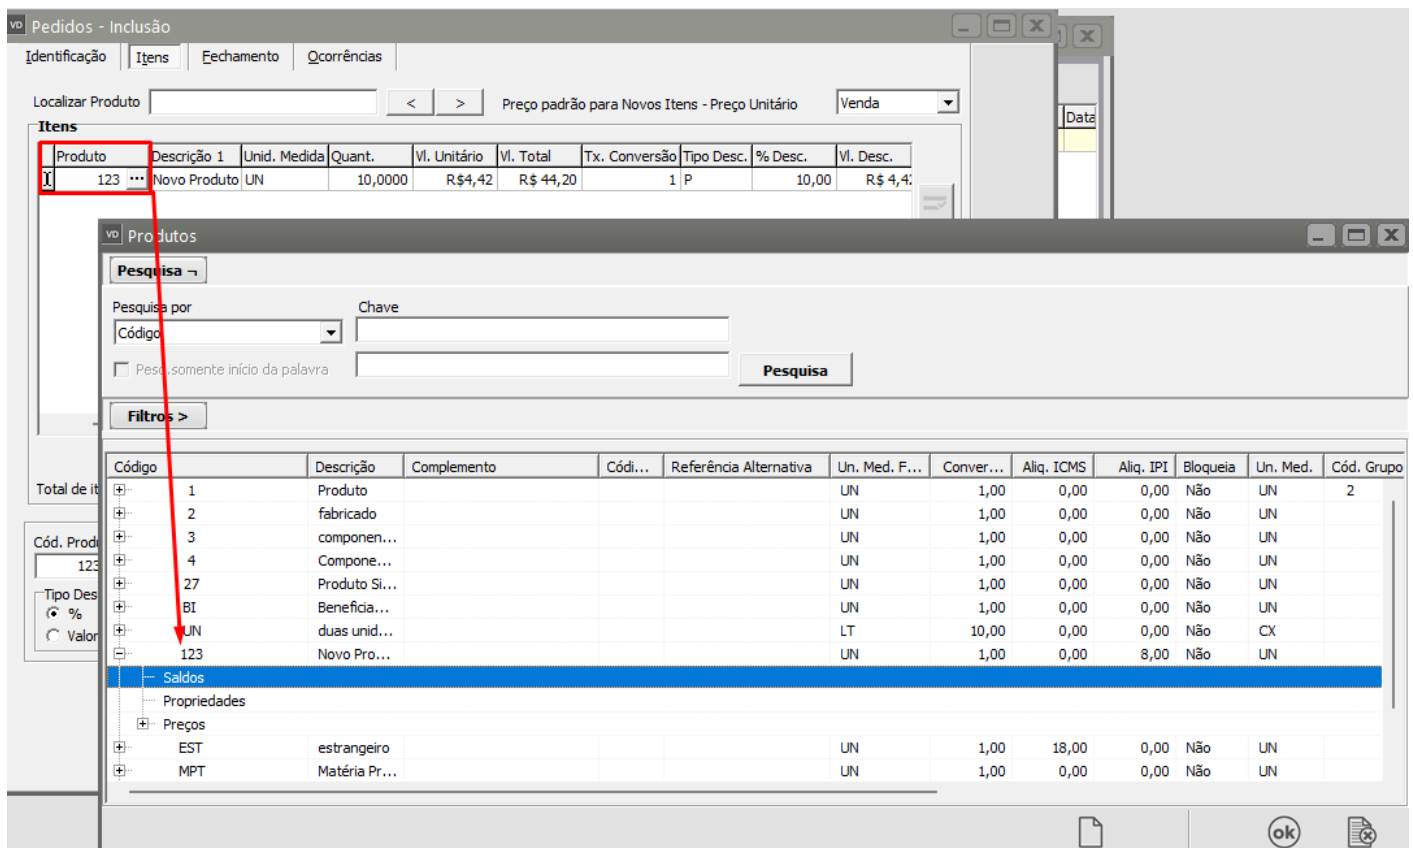 VD Pedidos - Inclusão
Identificação Itens Fechamento Ocorrências
Localizar Produto < > Preço padrão para Novos Itens - Preço Unitário Venda
Data
Itens
Produto Descrição 1 Unid. Medida Quant. Vl. Unitário Vl. Total Tx. Conversão Tipo Desc. % Desc. Vl. Desc.
123 ... Novo Produto UN 10,0000 R$4,42 R$ 44,20 1 P 10,00 R$ 4,4
VD Produtos
Pesquisa ¬
Pesquisa por Chave
Código
Pesq.somente início da palavra Pesquisa
Filtros >
Código Descrição Complemento Códi... Referência Alternativa Un. Med. F... Conver... Aliq. ICMS Aliq. IPI Bloqueia Un. Med. Cód. Grupo
Total de it
1 Produto UN 1,00 0,00 0,00 Não UN 2
2 fabricado UN 1,00 0,00 0,00 Não UN
3 componen... UN 1,00 0,00 0,00 Não UN
4 Compone... UN 1,00 0,00 0,00 Não UN
27 Produto Si... UN 1,00 0,00 0,00 Não UN
BI Beneficia... UN 1,00 0,00 0,00 Não UN
UN duas unid... LT 10,00 0,00 0,00 Não CX
123 Novo Pro... UN 1,00 0,00 8,00 Não UN
Saldos
Propriedades
Preços
EST estrangeiro UN 1,00 18,00 0,00 Não UN
MPT Matéria Pr... UN 1,00 0,00 0,00 Não UN
Cód. Prod
123
Tipo Des
%
Valor
ok